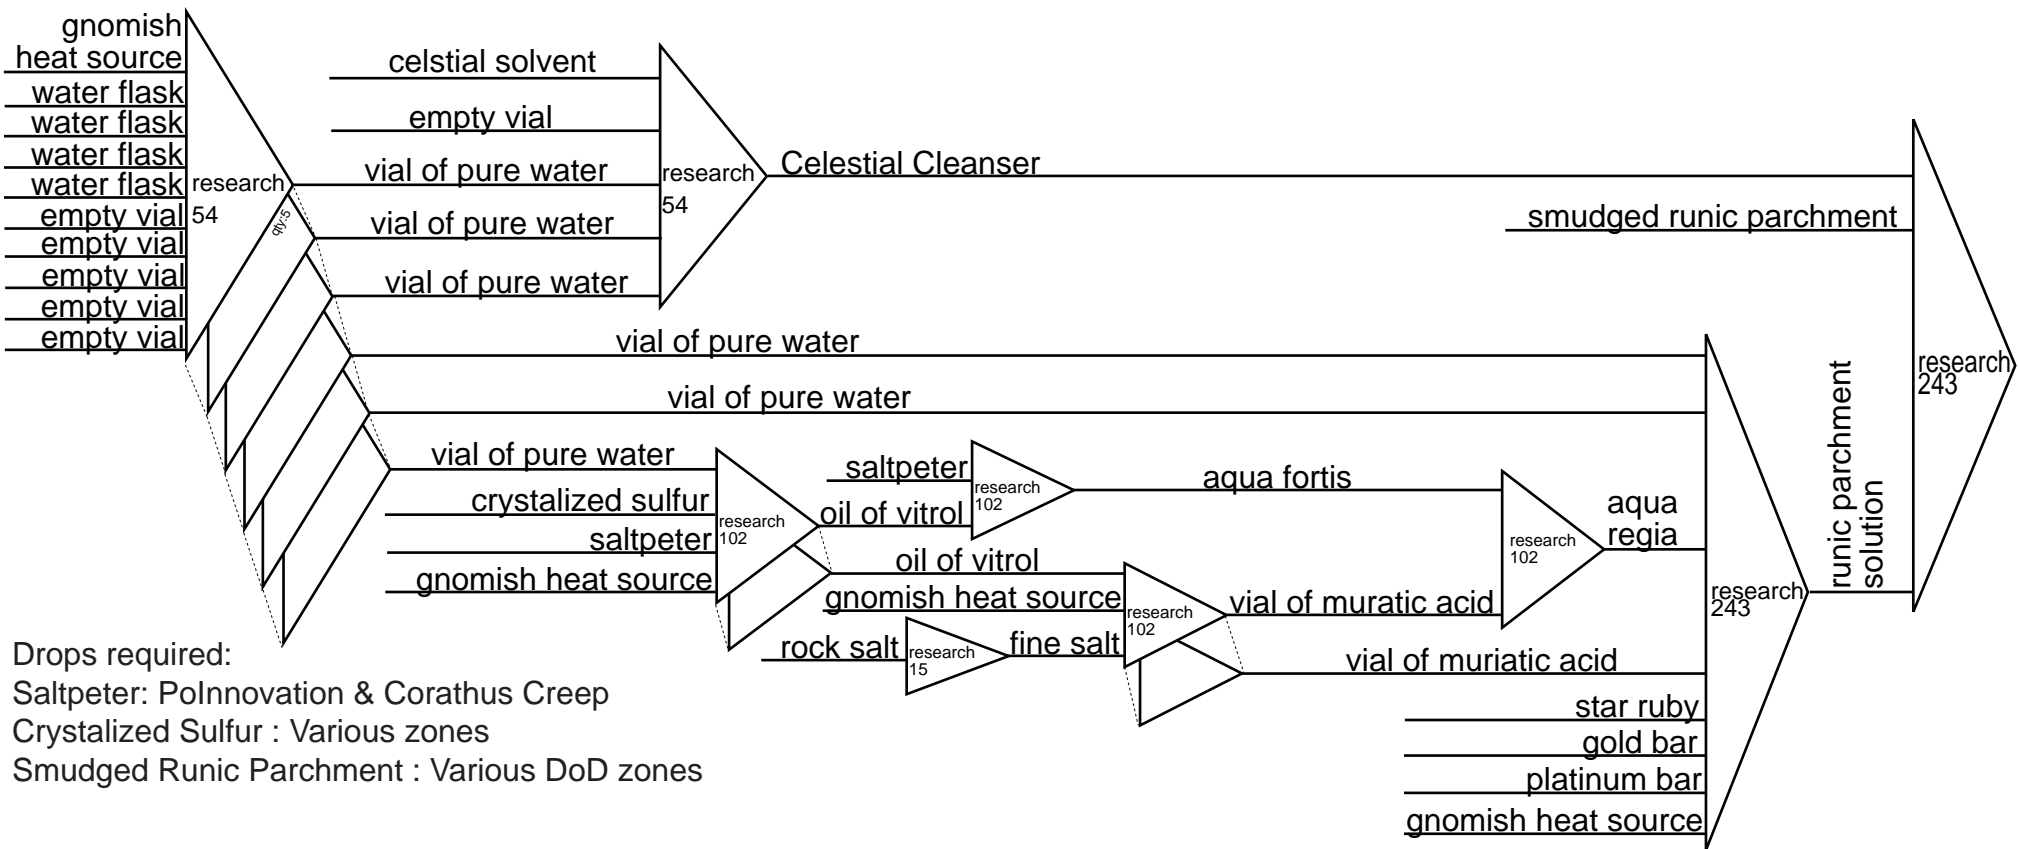 gnomish
heat source
water flask
water flask
water flask
water flask
empty vial
empty vial
empty vial
empty vial
empty vial
research
54
qty:5
celstial solvent
empty vial
vial of pure water
vial of pure water
vial of pure water
research
54
Celestial Cleanser
smudged runic parchment
vial of pure water
vial of pure water
vial of pure water
crystalized sulfur
saltpeter
gnomish heat source
research
102
saltpeter
oil of vitrol
research
102
aqua fortis
oil of vitrol
gnomish heat source
rock salt
research
15
fine salt
research
102
vial of muratic acid
research
102
aqua
regia
vial of muriatic acid
star ruby
gold bar
platinum bar
gnomish heat source
research
243
runic parchment
solution
research
243
Drops required:
Saltpeter: PoInnovation & Corathus Creep
Crystalized Sulfur : Various zones
Smudged Runic Parchment : Various DoD zones